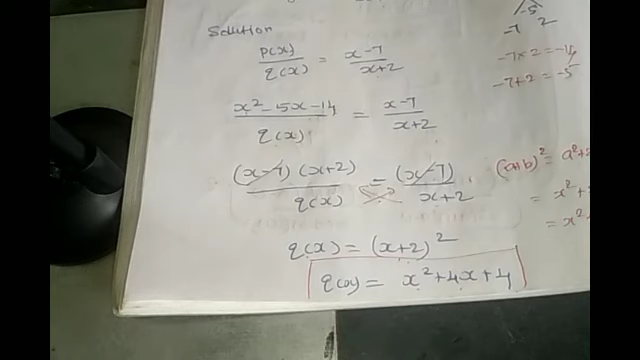 Solution
p(x)/q(x) = x-7/x+2
x²-5x-14/q(x) = x-7/x+2
(x-7)(x+2)/q(x) = (x-7)/x+2
q(x) = (x+2)²
q(x) = x²+4x+4
-5
-7 2
-7×2 = -14
-7+2 = -5
(a+b)² = a²+
= x²+
= x²